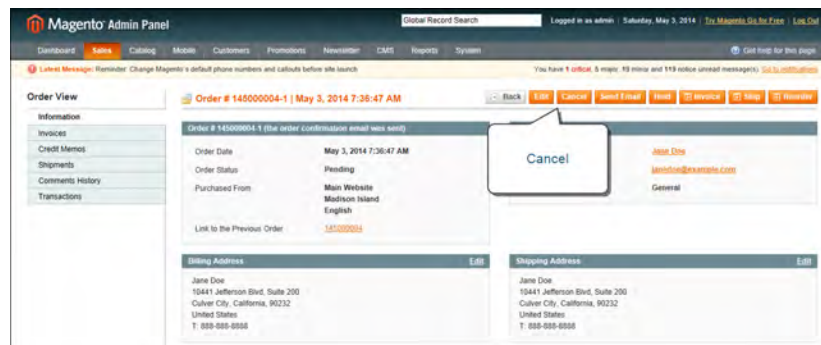 Magento Admin Panel
Global Record Search
Logged in as admin | Saturday, May 3, 2014 | Try Magento Go for Free | Log Out
Dashboard Sales Catalog Mobile Customers Promotions Newsletter CMS Reports System
Get help for this page
Latest Message: Reminder: Change Magento's default phone numbers and callouts before site launch
You have 1 critical, 5 major, 19 minor and 119 notice unread message(s). Go to notifications
Order View
Order # 145000004-1 | May 3, 2014 7:36:47 AM
Back Edit Cancel Send Email Hold Invoice Ship Reorder
Information
Invoices
Credit Memos
Shipments
Comments History
Transactions
Order # 145000004-1 (the order confirmation email was sent)
Order Date May 3, 2014 7:36:47 AM
Order Status Pending
Purchased From Main Website
Madison Island
English
Link to the Previous Order 145000004
Cancel
Jane Doe
janedoe@example.com
General
Billing Address Edit
Jane Doe
10441 Jefferson Blvd, Suite 200
Culver City, California, 90232
United States
T: 888-888-8888
Shipping Address Edit
Jane Doe
10441 Jefferson Blvd, Suite 200
Culver City, California, 90232
United States
T: 888-888-8888